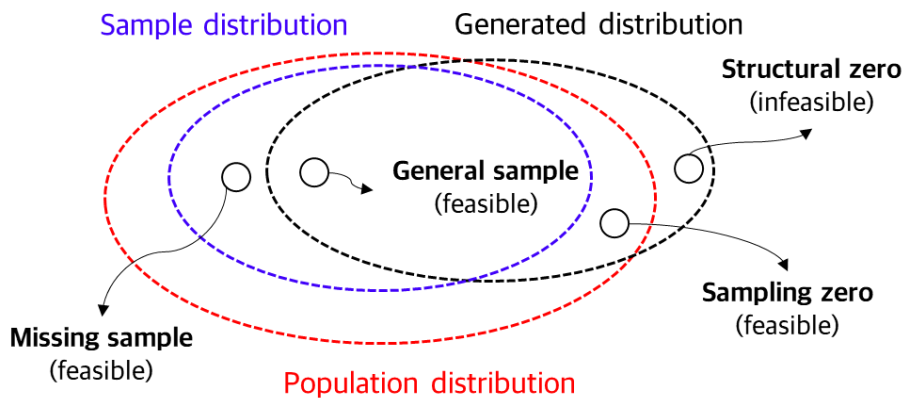 Sample distribution
Generated distribution
Structural zero
(infeasible)
General sample
(feasible)
Sampling zero
(feasible)
Missing sample
(feasible)
Population distribution